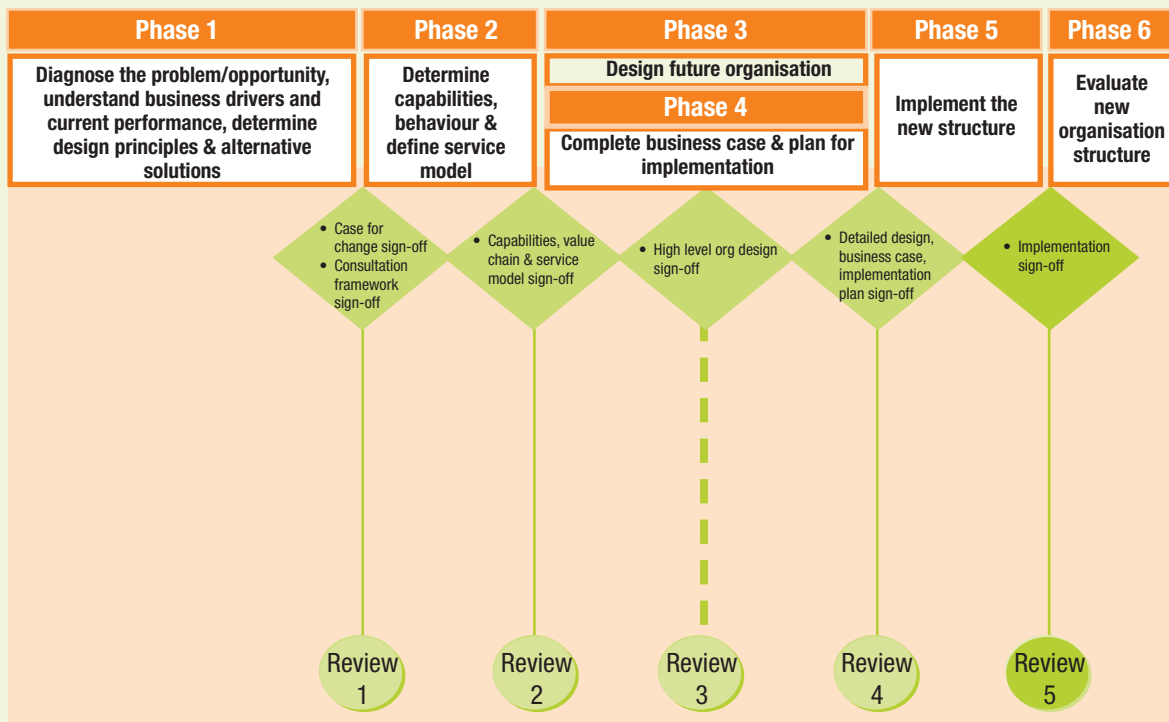 Phase 1
Phase 2
Phase 3
Phase 5
Phase 6
Diagnose the problem/opportunity,
understand business drivers and
current performance, determine
design principles & alternative
solutions
Determine
capabilities,
behaviour &
define service
model
Design future organisation
Phase 4
Complete business case & plan for
implementation
Implement the
new structure
Evaluate
new
organisation
structure
• Case for
change sign-off
• Consultation
framework
sign-off
• Capabilities, value
chain & service
model sign-off
• High level org design
sign-off
• Detailed design,
business case,
implementation
plan sign-off
• Implementation
sign-off
Review
1
Review
2
Review
3
Review
4
Review
5